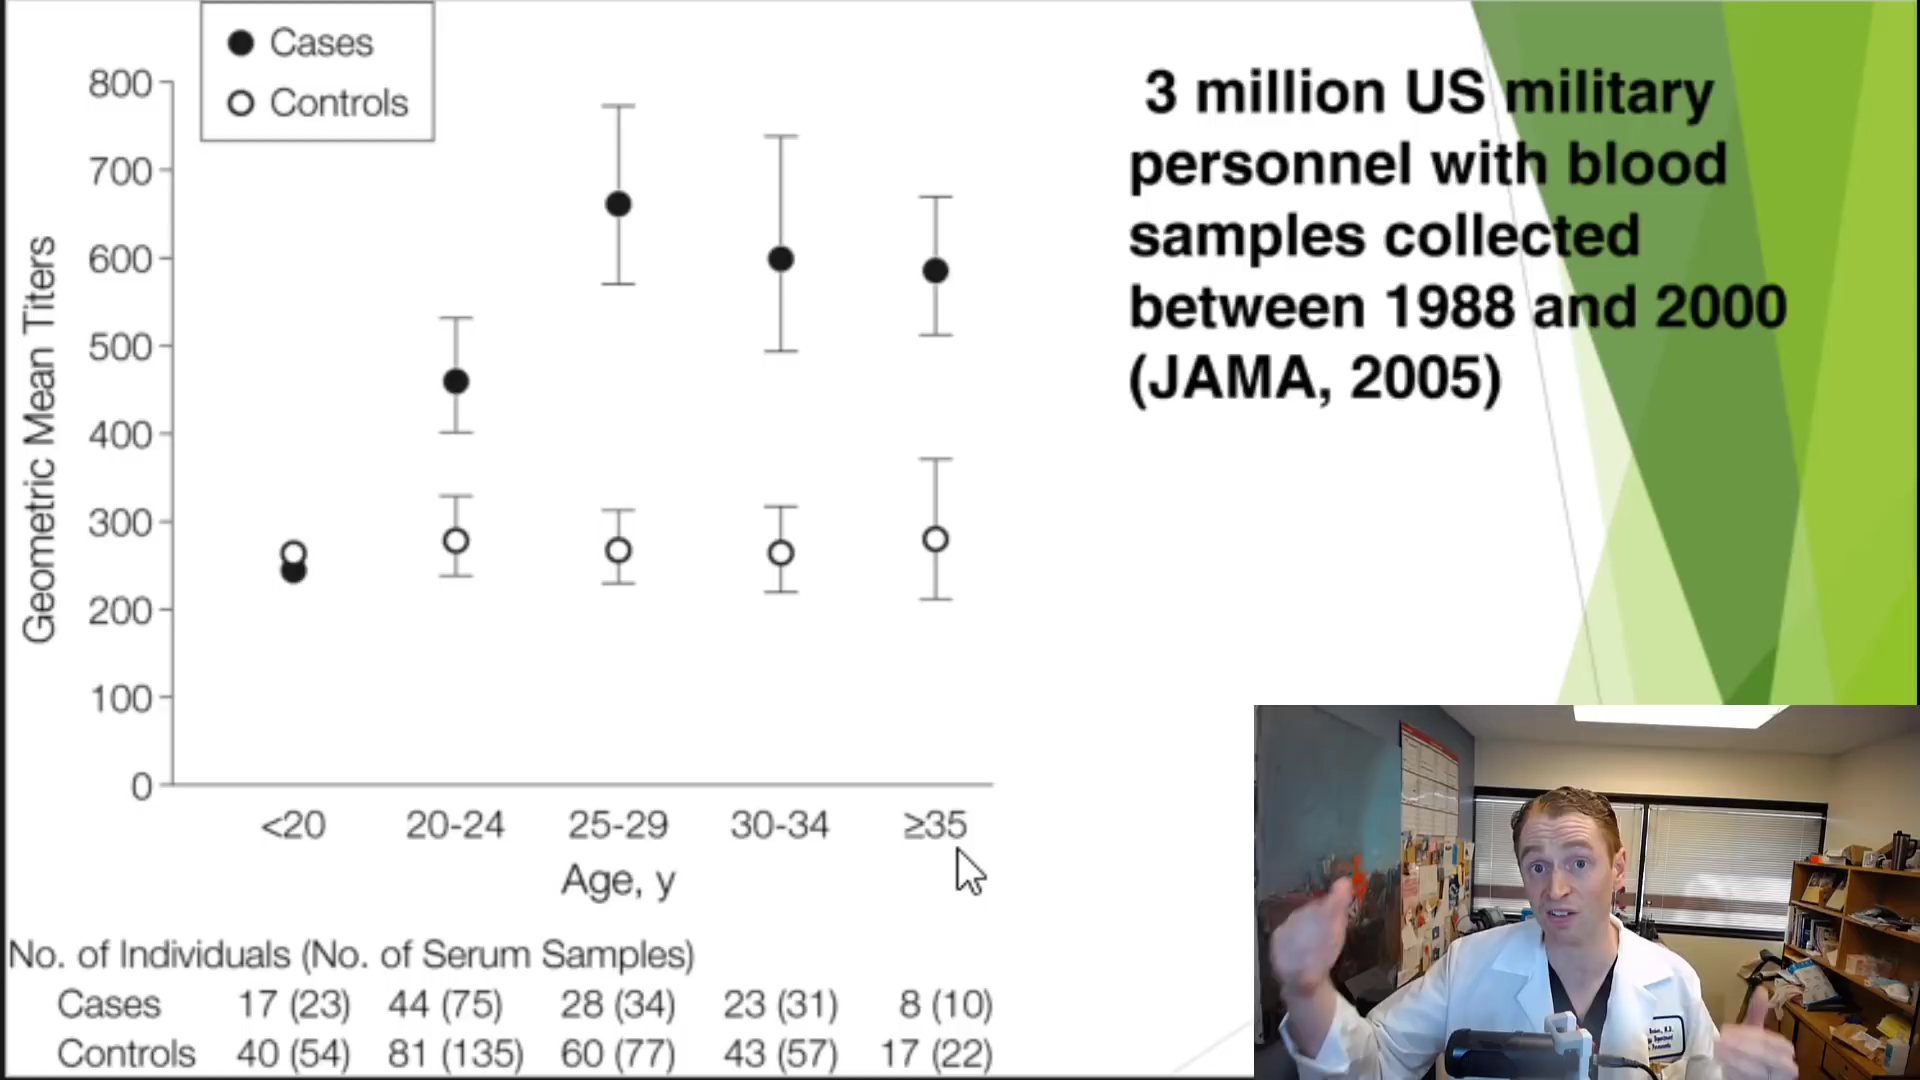 Cases
Controls
800
700
600
500
400
300
200
100
0
Geometric Mean Titers
<20 20-24 25-29 30-34 ≥35
Age, y
No. of Individuals (No. of Serum Samples)
Cases 17 (23) 44 (75) 28 (34) 23 (31) 8 (10)
Controls 40 (54) 81 (135) 60 (77) 43 (57) 17 (22)
3 million US military
personnel with blood
samples collected
between 1988 and 2000
(JAMA, 2005)